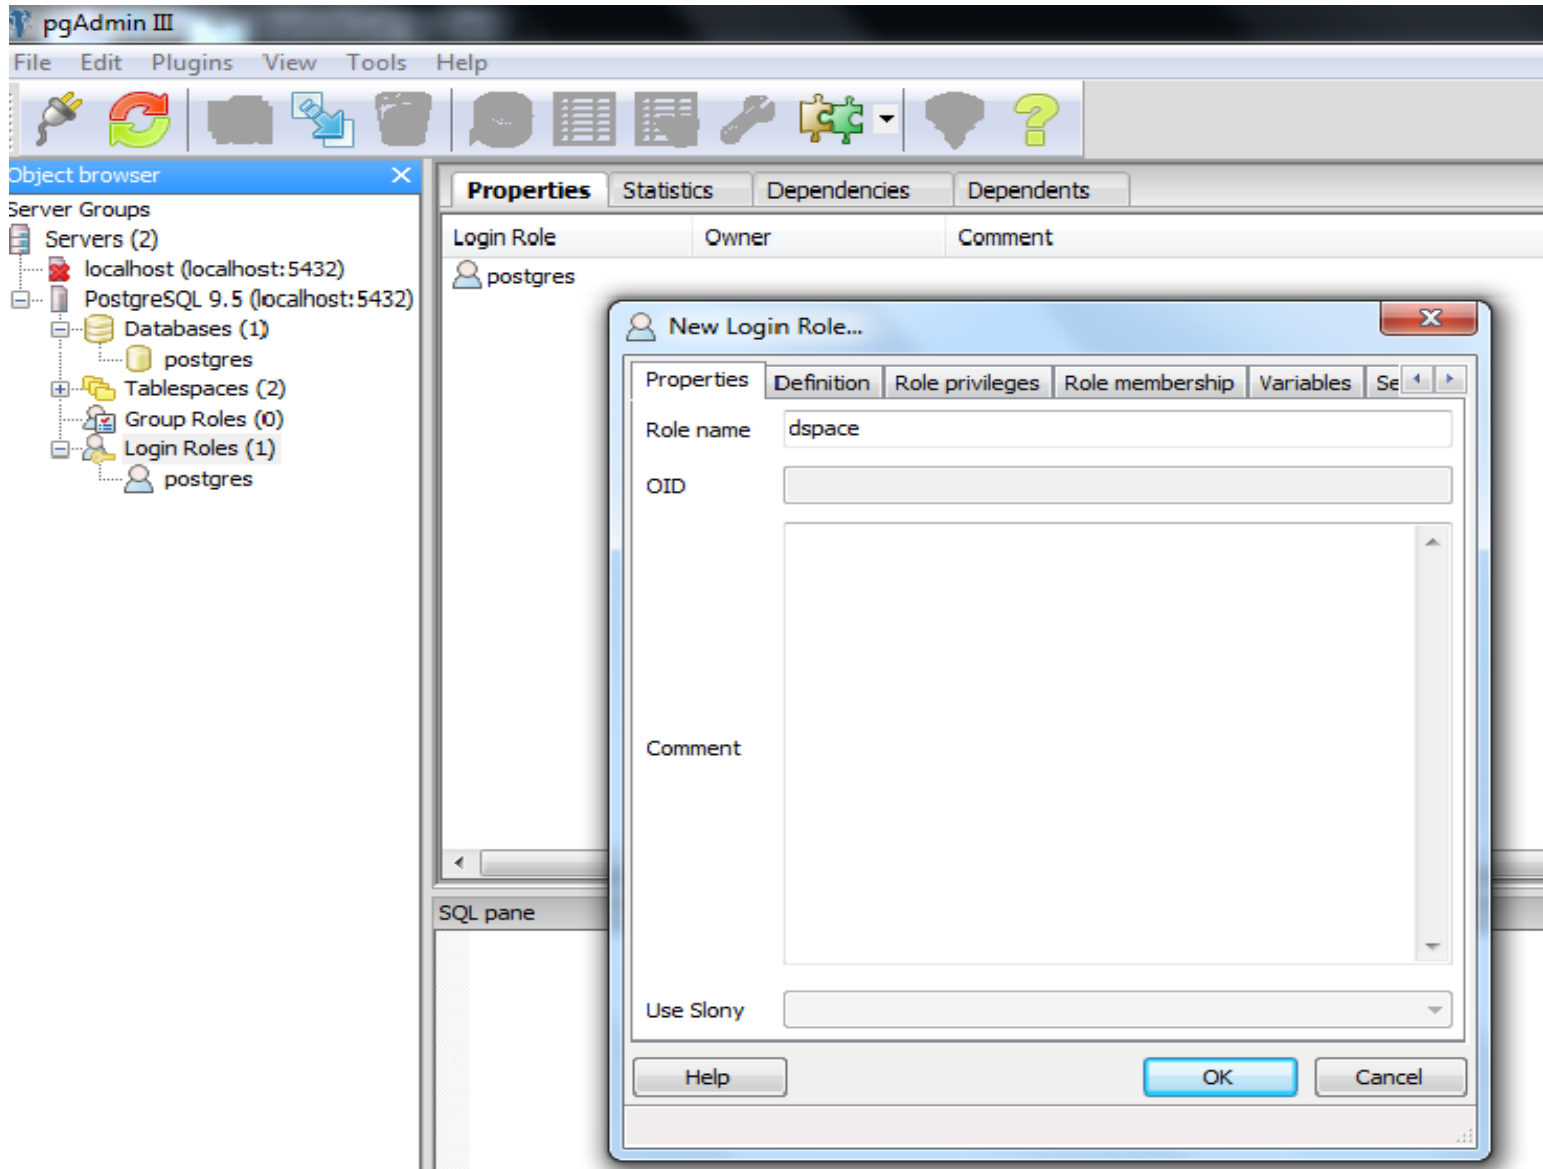 pgAdmin III
File Edit Plugins View Tools Help
Object browser
Server Groups
Servers (2)
localhost (localhost:5432)
PostgreSQL 9.5 (localhost:5432)
Databases (1)
postgres
Tablespaces (2)
Group Roles (0)
Login Roles (1)
postgres
Properties Statistics Dependencies Dependents
Login Role Owner Comment
postgres
New Login Role...
Properties Definition Role privileges Role membership Variables Se
Role name dspace
OID
Comment
Use Slony
Help OK Cancel
SQL pane